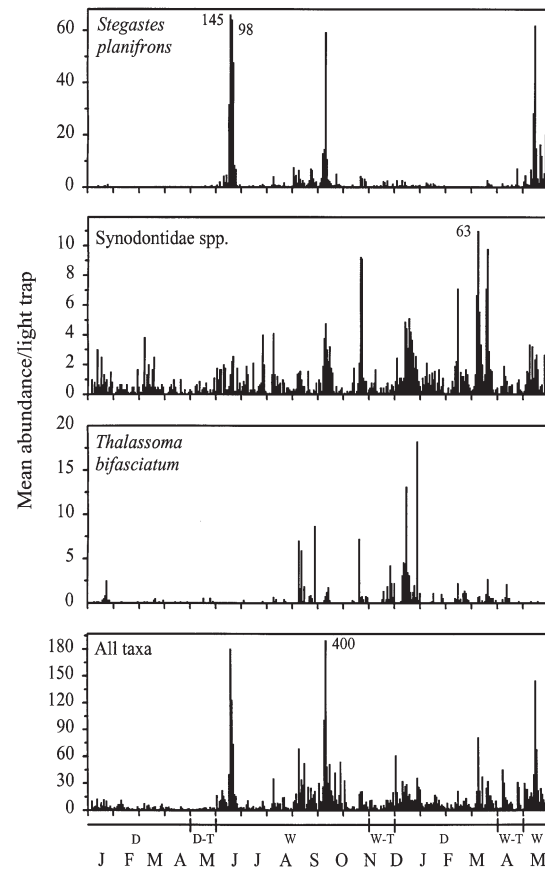 Mean abundance/light trap
Stegastes
planifrons
145
98
60
40
20
0
Synodontidae spp.
63
10
8
6
4
2
0
Thalassoma
bifasciatum
20
15
10
5
0
All taxa
400
180
150
120
90
60
30
0
D D-T W W-T D W-T W
J F M A M J J A S O N D J F M A M